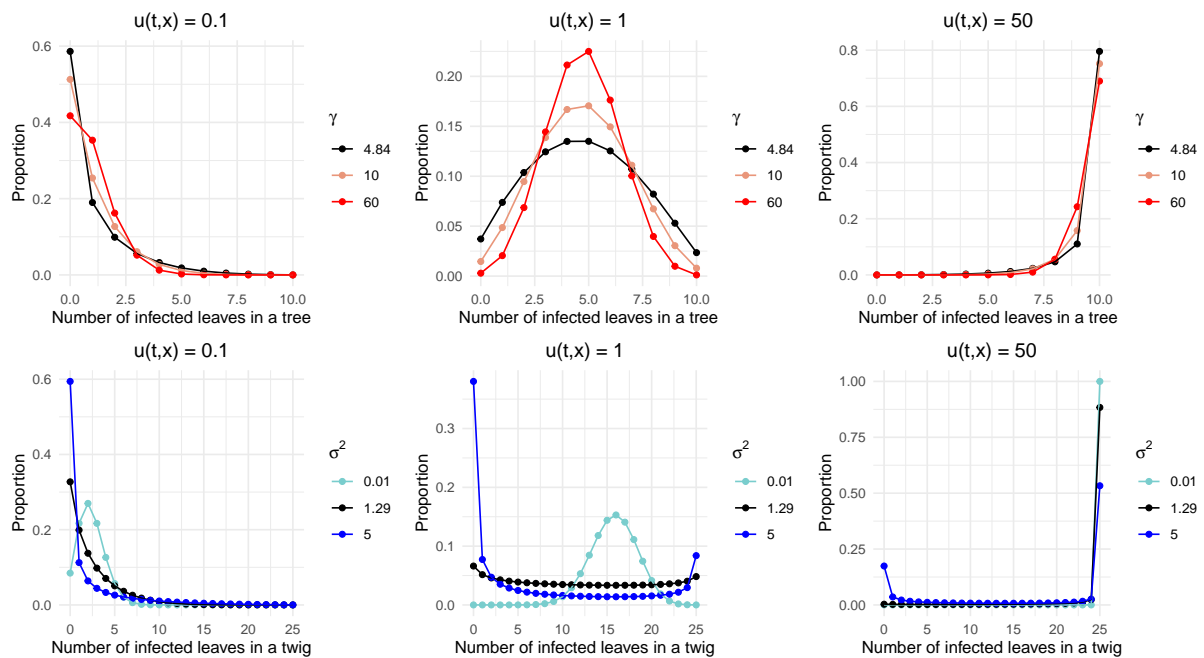 u(t,x) = 0.1
Proportion
0.6
0.4
0.2
0.0
0.0 2.5 5.0 7.5 10.0
Number of infected leaves in a tree
γ
4.84
10
60
u(t,x) = 1
Proportion
0.20
0.15
0.10
0.05
0.00
0.0 2.5 5.0 7.5 10.0
Number of infected leaves in a tree
γ
4.84
10
60
u(t,x) = 50
Proportion
0.8
0.6
0.4
0.2
0.0
0.0 2.5 5.0 7.5 10.0
Number of infected leaves in a tree
γ
4.84
10
60
u(t,x) = 0.1
Proportion
0.6
0.4
0.2
0.0
0 5 10 15 20 25
Number of infected leaves in a twig
σ²
0.01
1.29
5
u(t,x) = 1
Proportion
0.3
0.2
0.1
0.0
0 5 10 15 20 25
Number of infected leaves in a twig
σ²
0.01
1.29
5
u(t,x) = 50
Proportion
1.00
0.75
0.50
0.25
0.00
0 5 10 15 20 25
Number of infected leaves in a twig
σ²
0.01
1.29
5